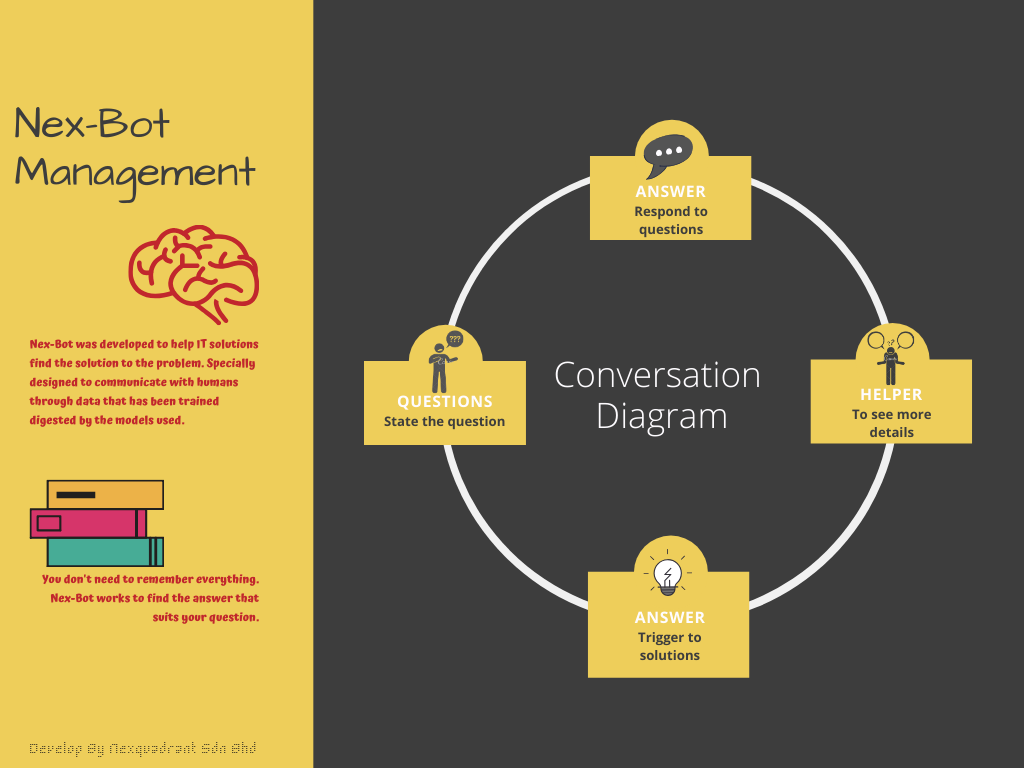 Nex-Bot
Management
Nex-Bot was developed to help IT solutions
find the solution to the problem. Specially
designed to communicate with humans
through data that has been trained
digested by the models used.
You don't need to remember everything.
Nex-Bot works to find the answer that
suits your question.
Develop By Nexquadrant Sdn Bhd
ANSWER
Respond to
questions
???
QUESTIONS
State the question
Conversation
Diagram
?
HELPER
To see more
details
ANSWER
Trigger to
solutions